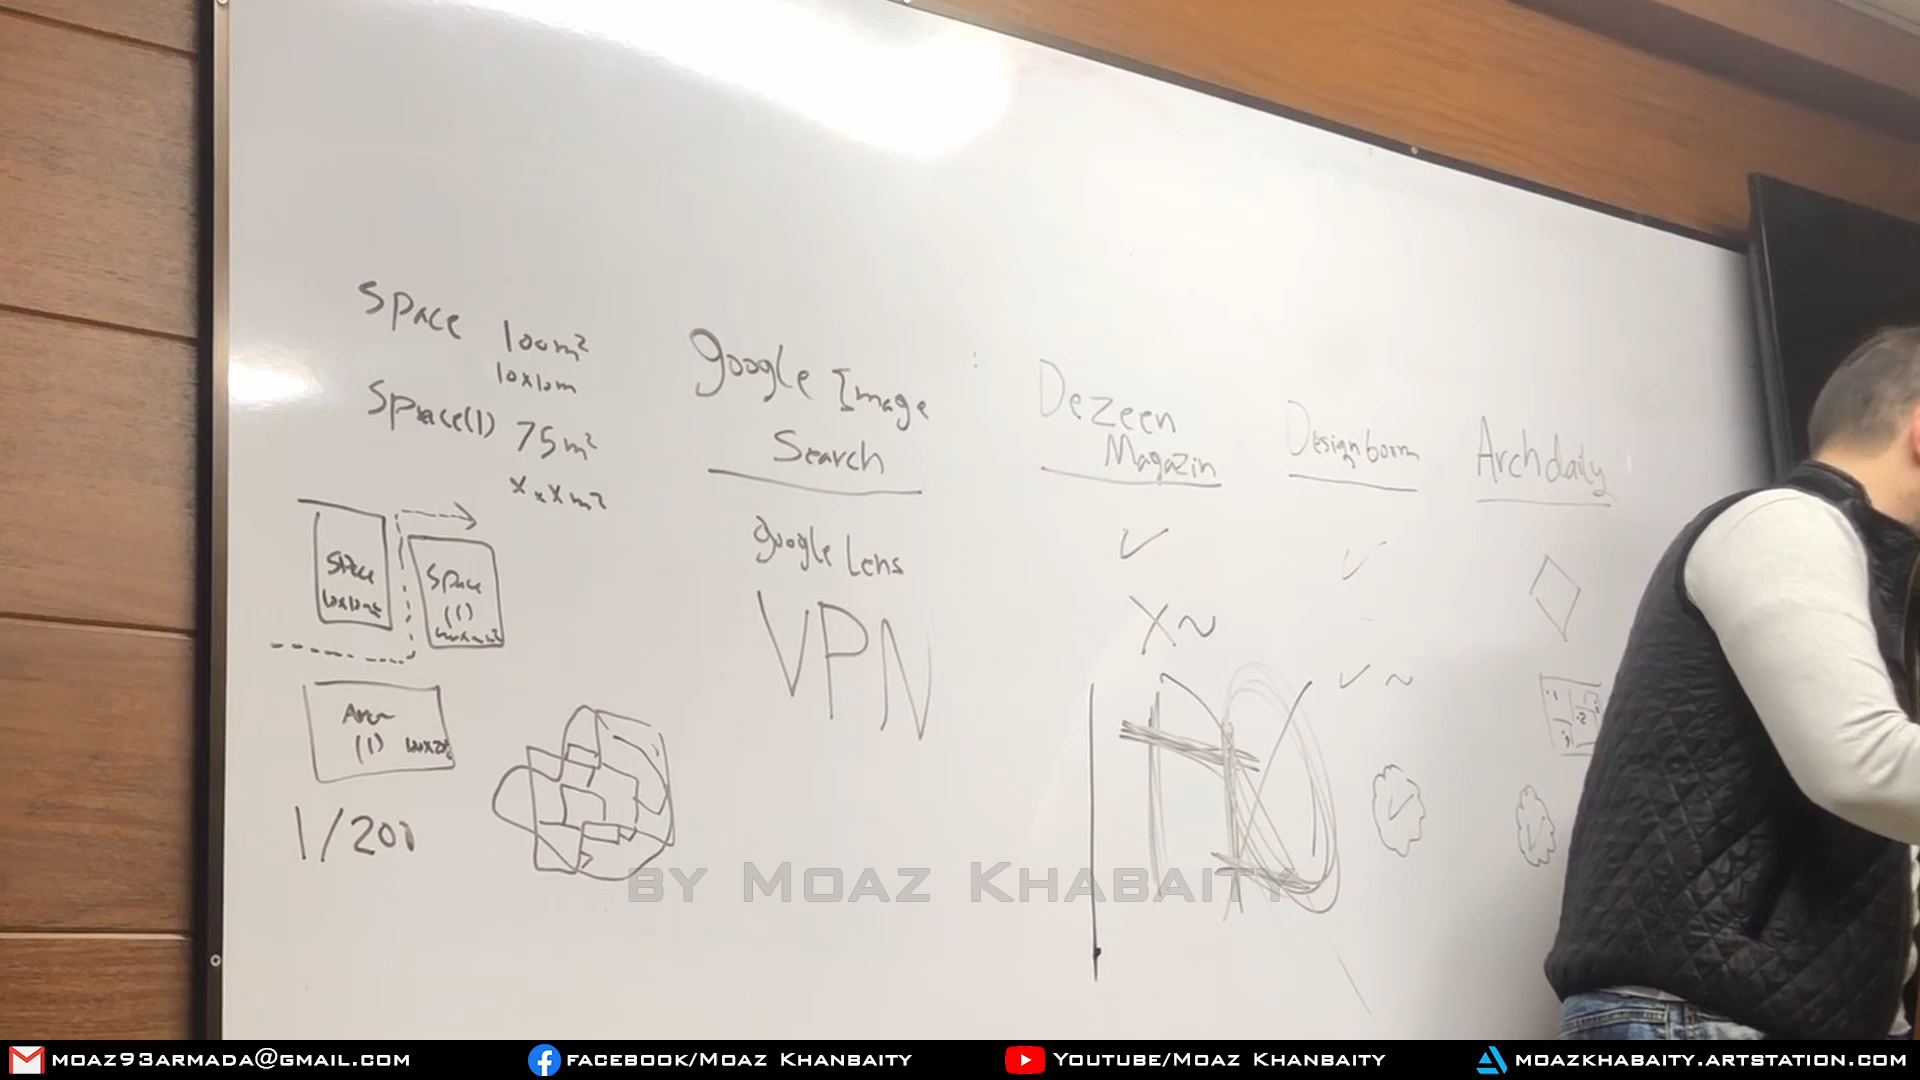 Space 100m²
10x10m
Space(1) 75m²
x x x m²
Google Image
Search
Google Lens
VPN
Dezeen
Magazin
Designboom
Archdaily
X~
~
Space
10x10m
Space
(1)
(1)
1/200
by Moaz Khabaity
moaz93armada@gmail.com
facebook/Moaz Khanbaity
Youtube/Moaz Khanbaity
moazkhabaity.artstation.com